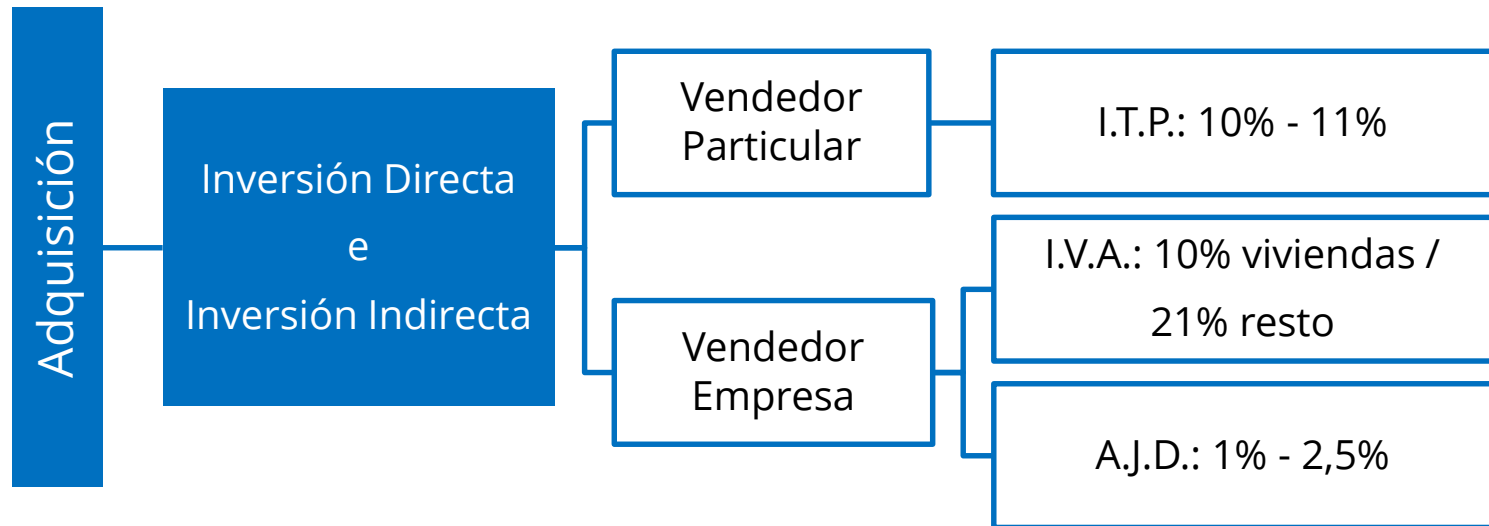 Adquisición
Inversión Directa
e
Inversión Indirecta
Vendedor
Particular
I.T.P.: 10% - 11%
Vendedor
Empresa
I.V.A.: 10% viviendas /
21% resto
A.J.D.: 1% - 2,5%